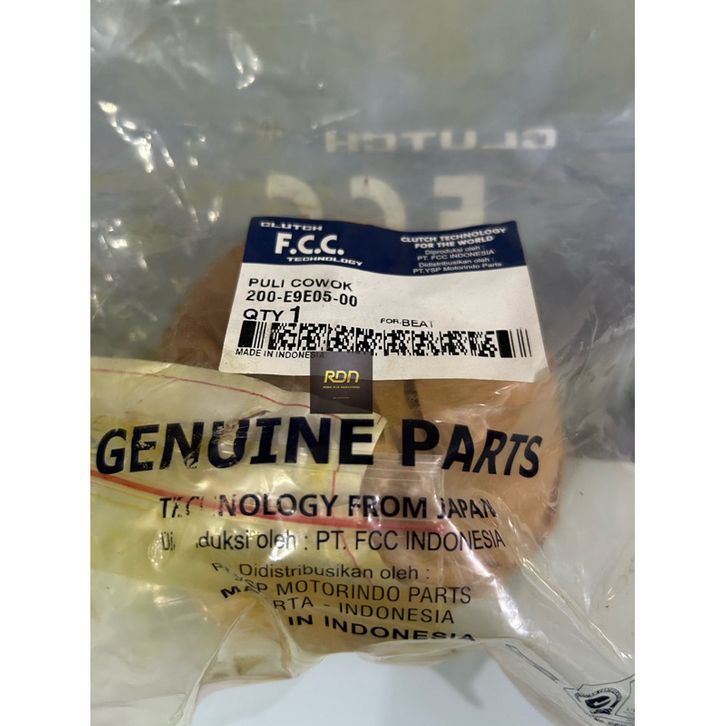 CLUTCH
F.C.C.
CLUTCH
F.C.C.
TECHNOLOGY
CLUTCH TECHNOLOGY
FOR THE WORLD
Diproduksi oleh :
PT. FCC INDONESIA
Didistribusikan oleh :
PT.YSP Motorindo Parts
PULI COWOK
200-E9E05-00
QTY 1
FOR:BEAT
MADE IN INDONESIA
RDN
GENUINE PARTS
TECHNOLOGY FROM JAPAN
duksi oleh : PT. FCC INDONESIA
Didistribusikan oleh :
SP MOTORINDO PARTS
RTA - INDONESIA
IN INDONESIA